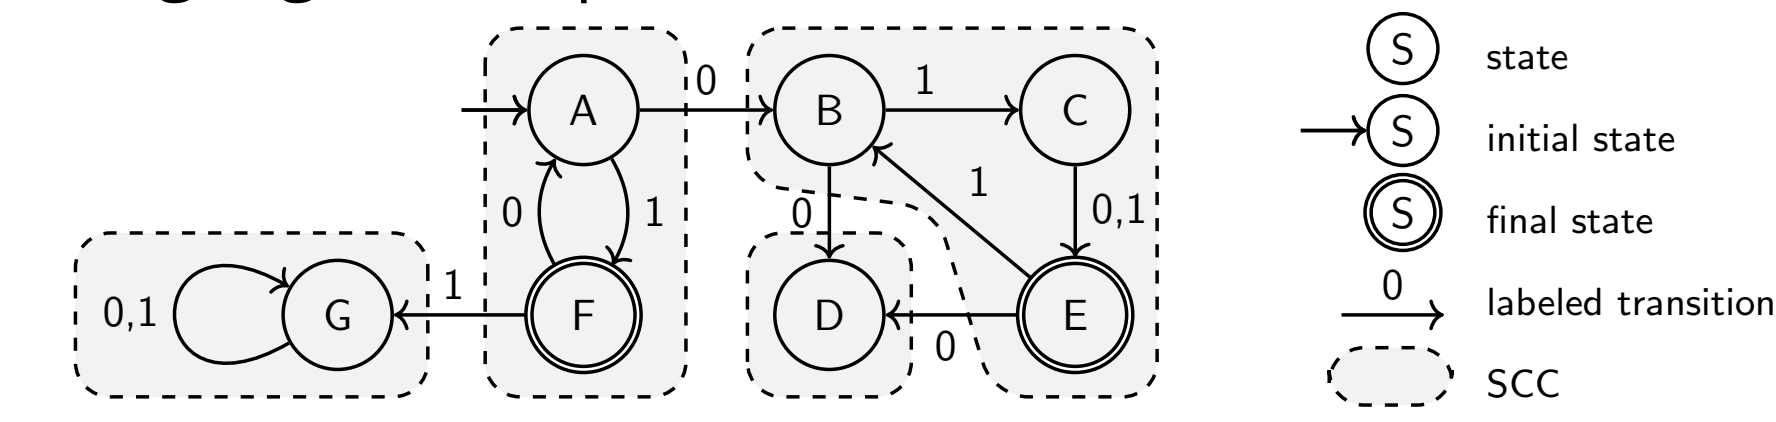 0
A
B
1
C
0
1
0
1
0,1
0,1
G
1
F
D
0
E
S
state
S
initial state
S
final state
0
labeled transition
SCC